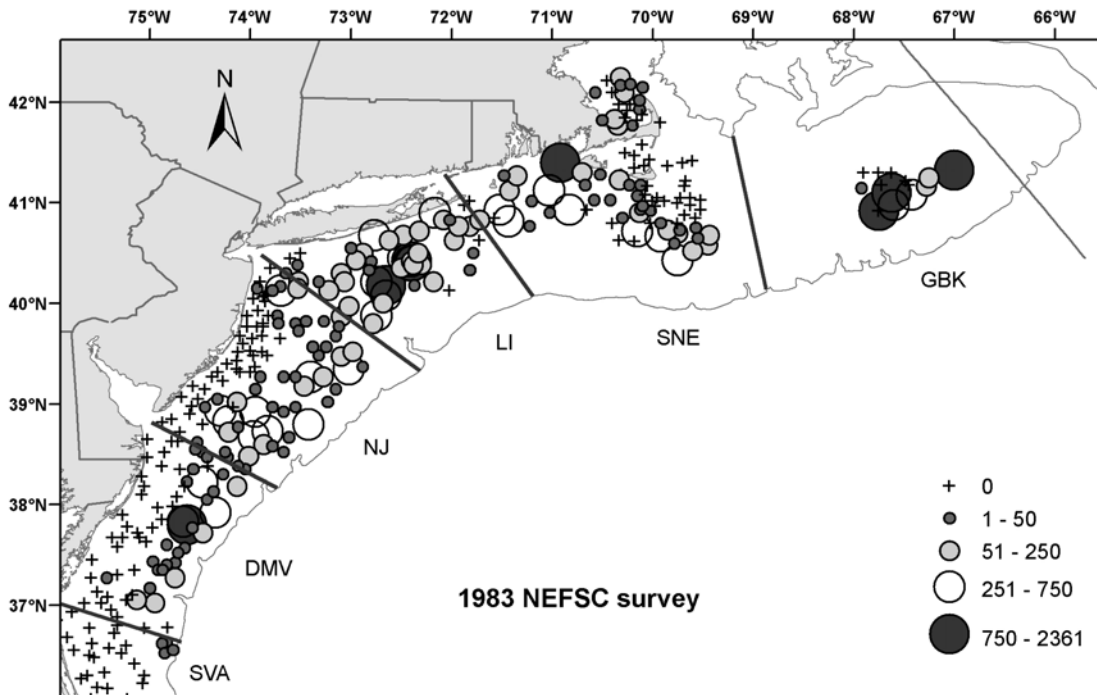 75°W 74°W 73°W 72°W 71°W 70°W 69°W 68°W 67°W 66°W
N
42°N
41°N
40°N
39°N
38°N
37°N
GBK
SNE
LI
NJ
DMV
SVA
1983 NEFSC survey
0
1 - 50
51 - 250
251 - 750
750 - 2361